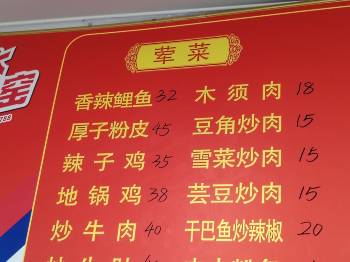 荤菜
香辣鲤鱼 32 木须肉 18
厚子粉皮 45 豆角炒肉 15
辣子鸡 35 雪菜炒肉 15
地锅鸡 38 芸豆炒肉 15
炒牛肉 40 干巴鱼炒辣椒 20